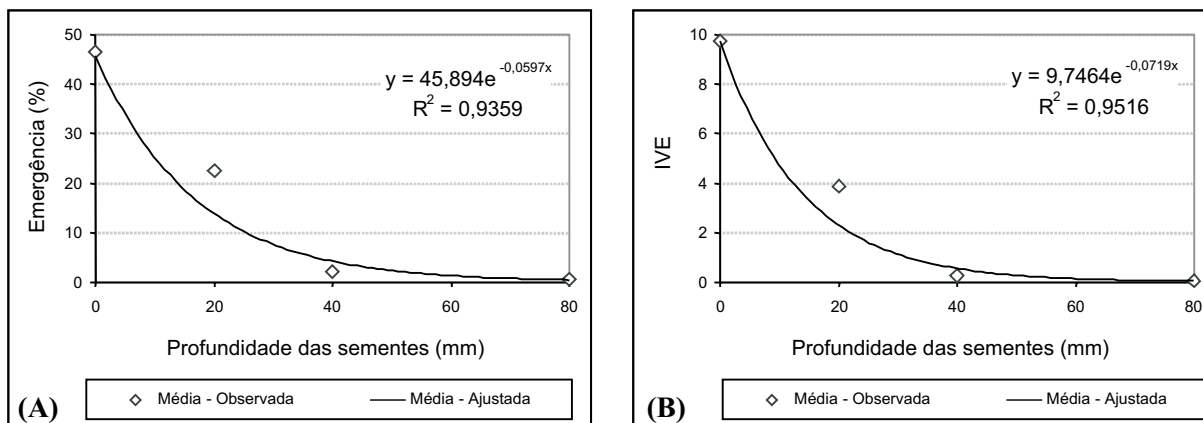 50
40
30
20
10
0
Emergência (%)
y = 45,894e^-0,0597x
R^2 = 0,9359
0 20 40 60 80
Profundidade das sementes (mm)
(A)
Média - Observada
Média - Ajustada
10
8
6
4
2
0
IVE
y = 9,7464e^-0,0719x
R^2 = 0,9516
0 20 40 60 80
Profundidade das sementes (mm)
(B)
Média - Observada
Média - Ajustada